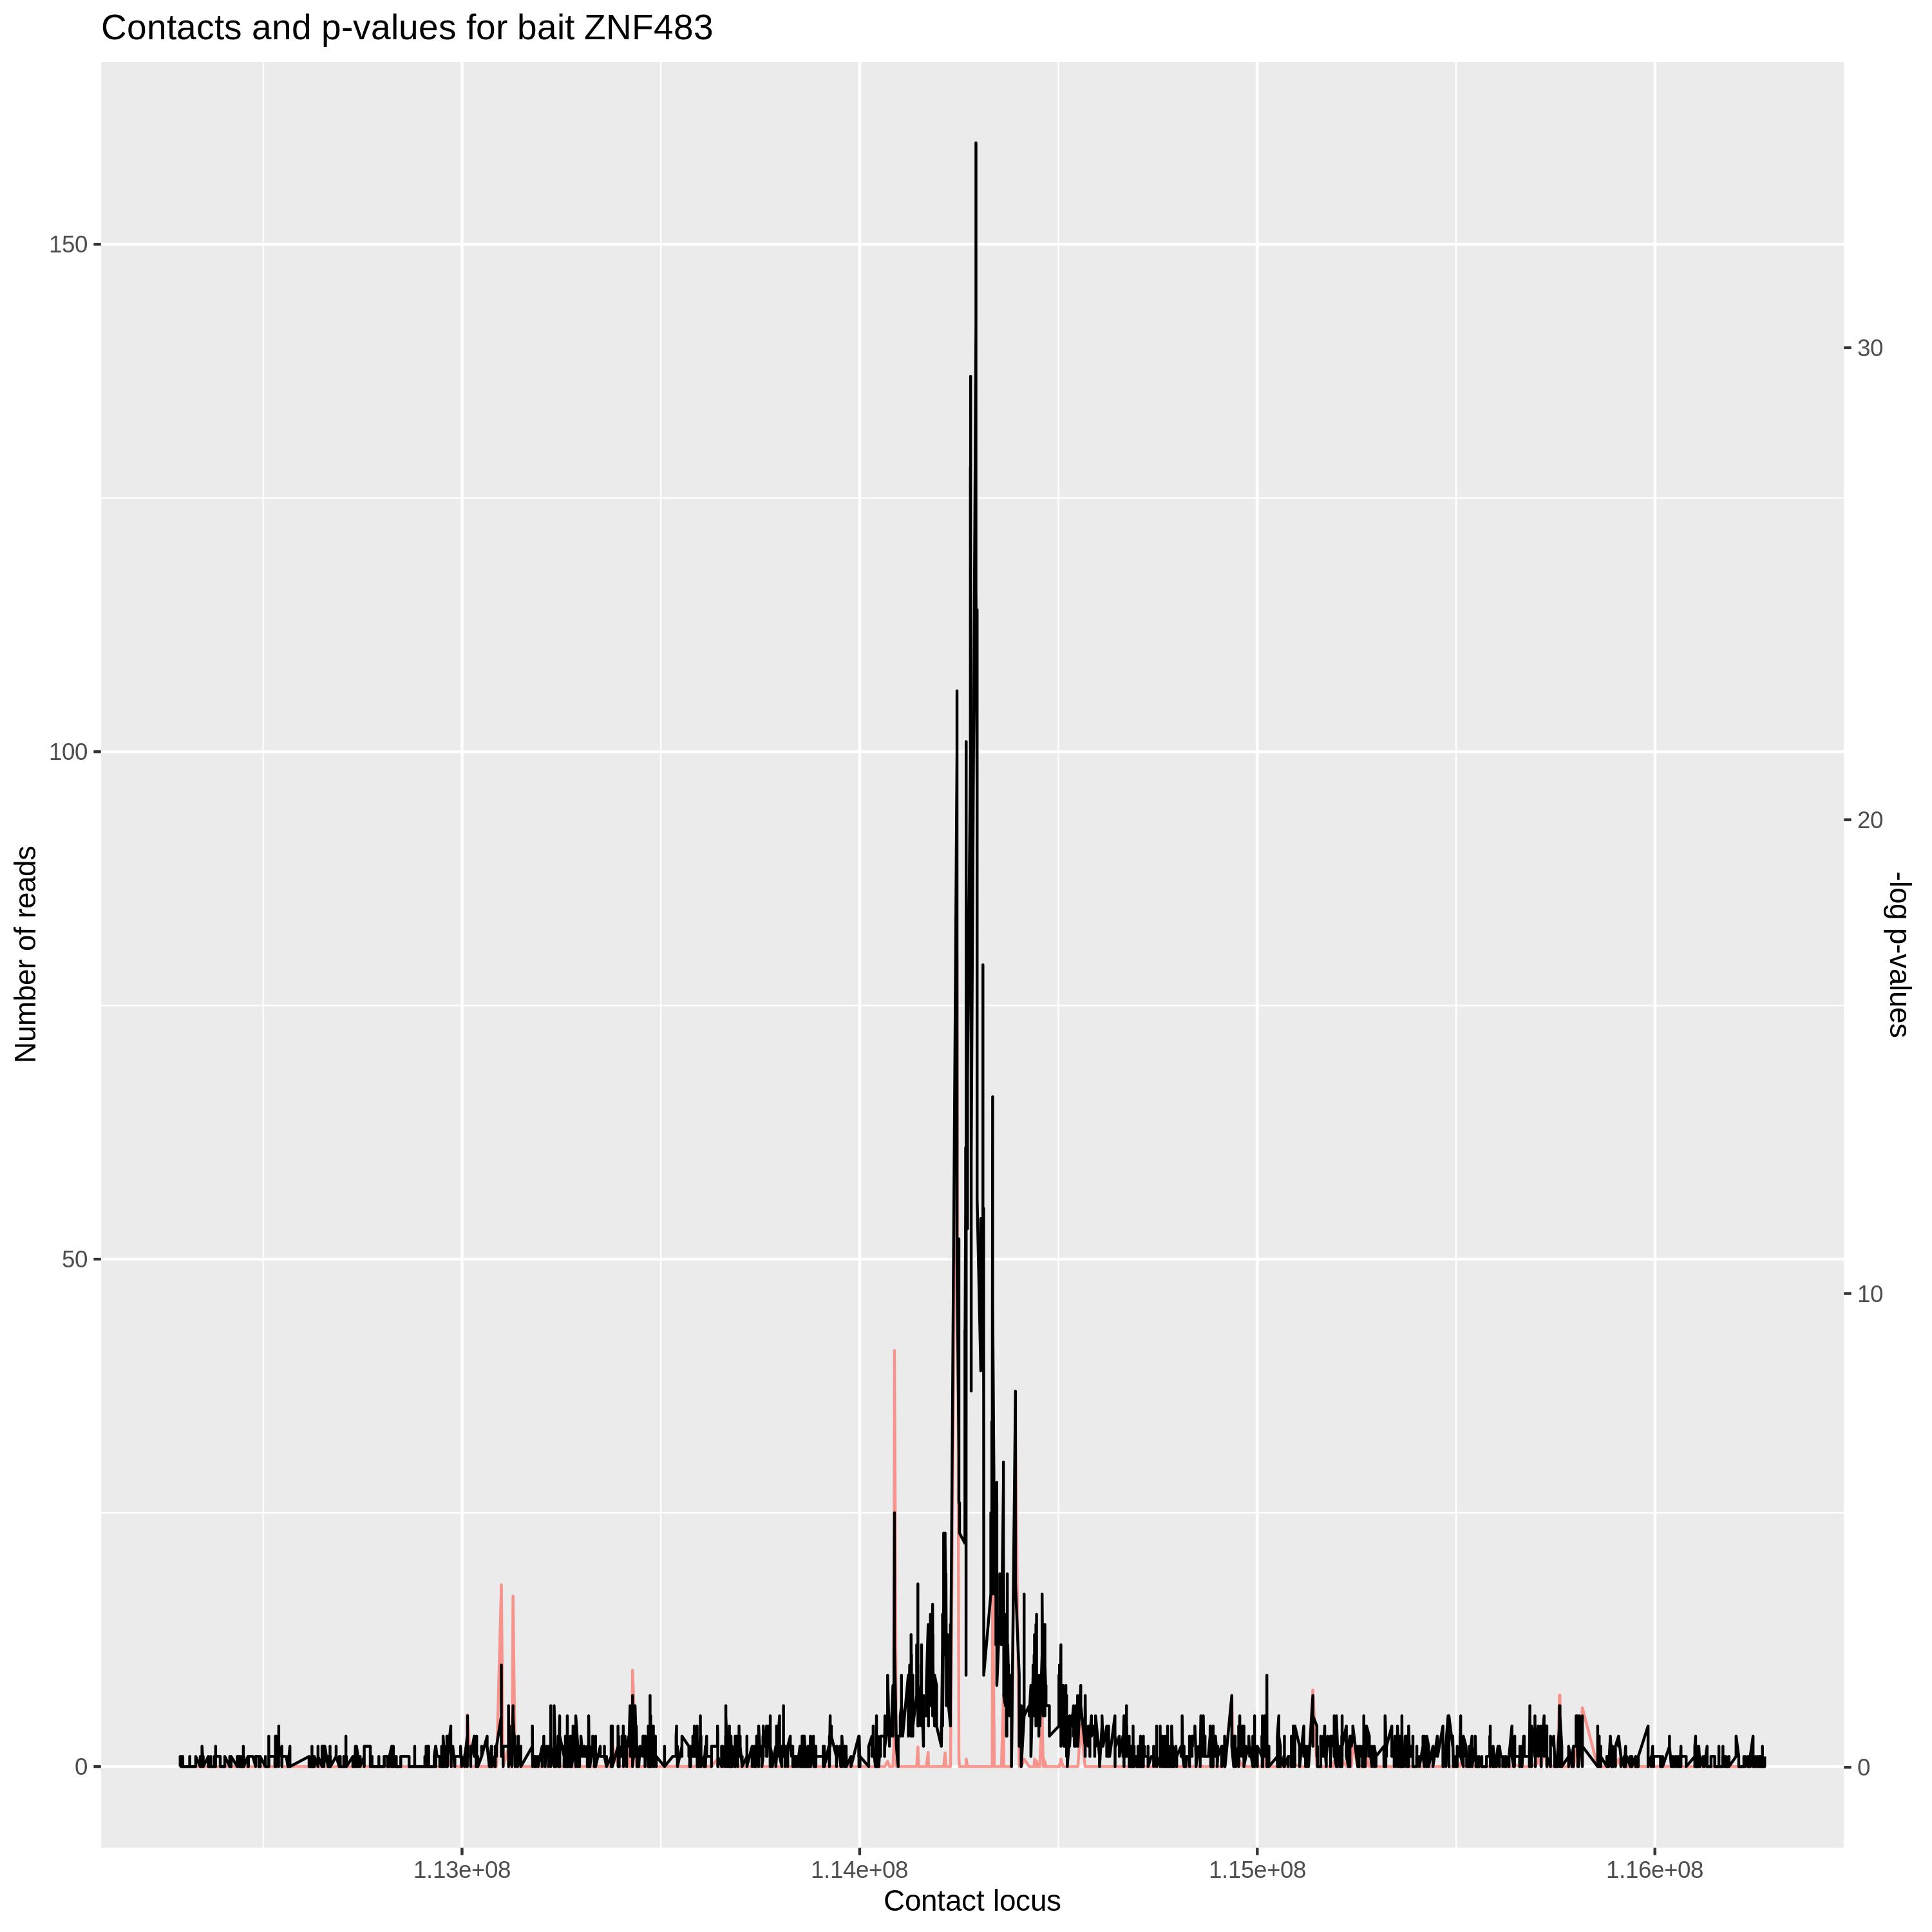 Contacts and p-values for bait ZNF483
150
100
50
0
Number of reads
30
20
10
0
-log p-values
1.13e+08
1.14e+08
1.15e+08
1.16e+08
Contact locus